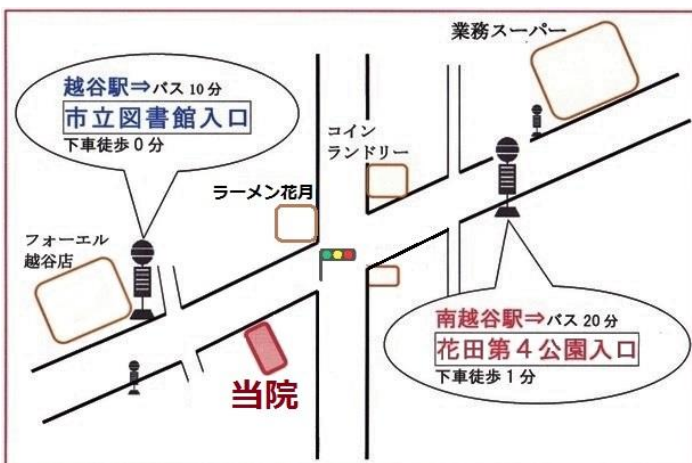 業務スーパー
越谷駅⇒バス10分
市立図書館入口
下車徒歩0分
コイン
ランドリー
ラーメン花月
フォーエル
越谷店
南越谷駅⇒バス20分
花田第4公園入口
下車徒歩1分
当院